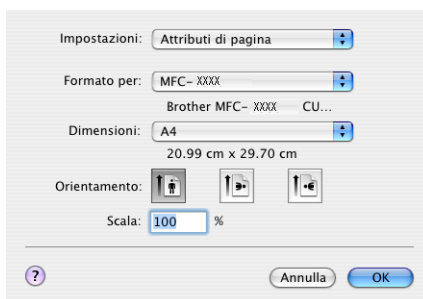 Impostazioni: Attributi di pagina
Formato per: MFC- XXXX
Brother MFC- XXXX CU...
Dimensioni: A4
20.99 cm x 29.70 cm
Orientamento:
Scala: 100 %
? Annulla OK